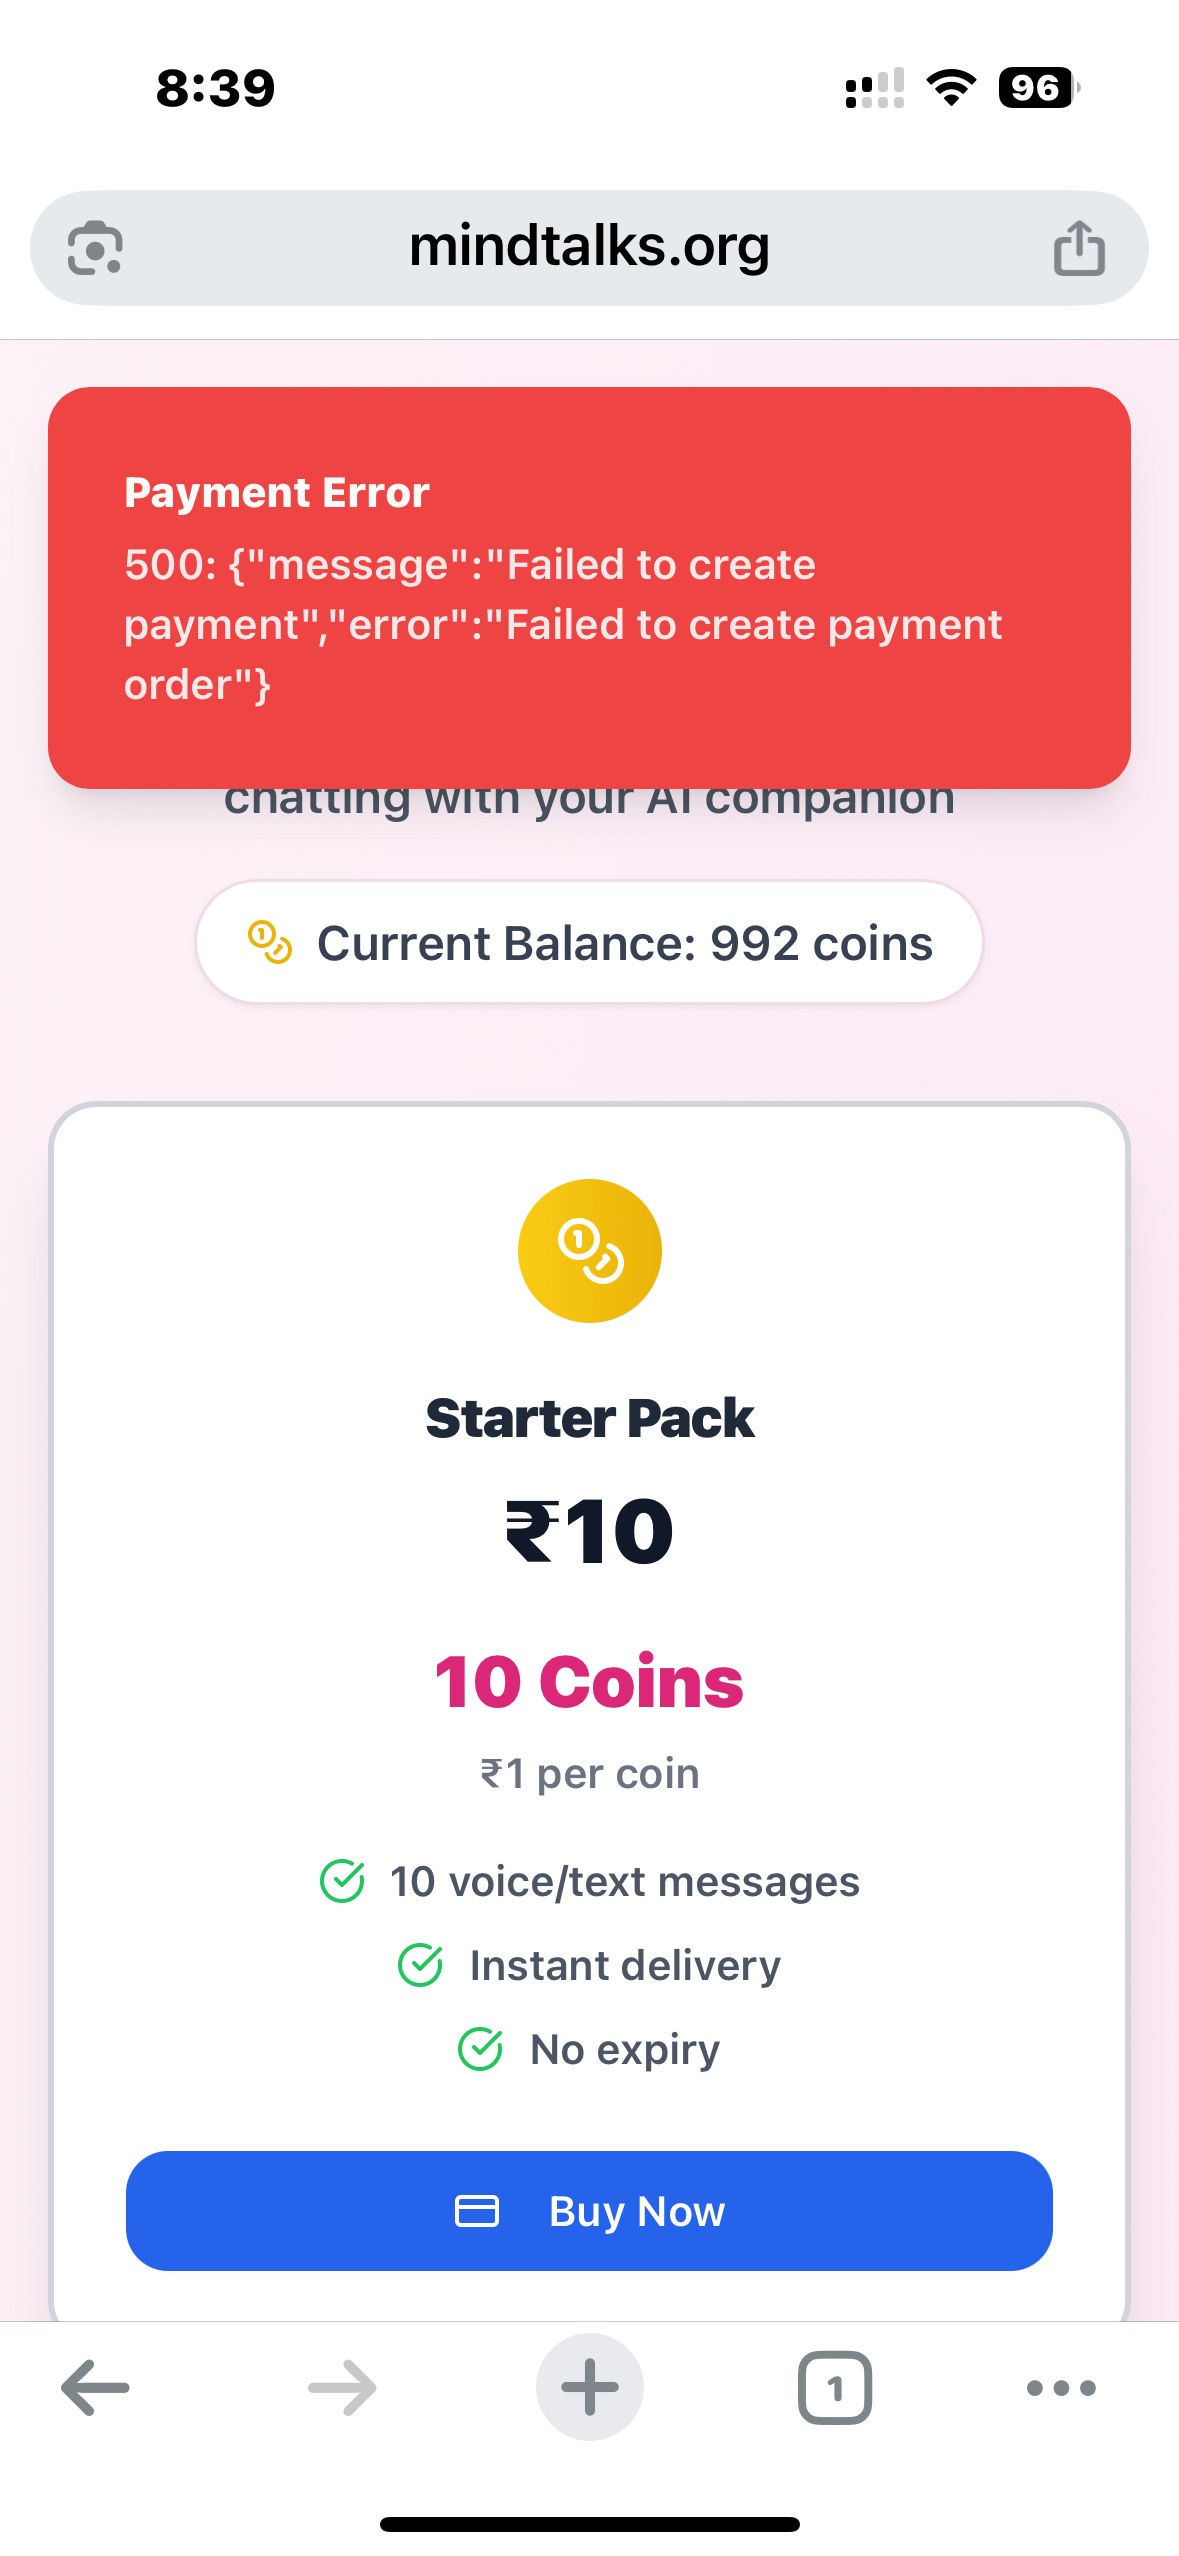 8:39
96
mindtalks.org
Payment Error
500: {"message":"Failed to create
payment","error":"Failed to create payment
order"}
chatting with your AI companion
Current Balance: 992 coins
Starter Pack
₹10
10 Coins
₹1 per coin
10 voice/text messages
Instant delivery
No expiry
Buy Now
1